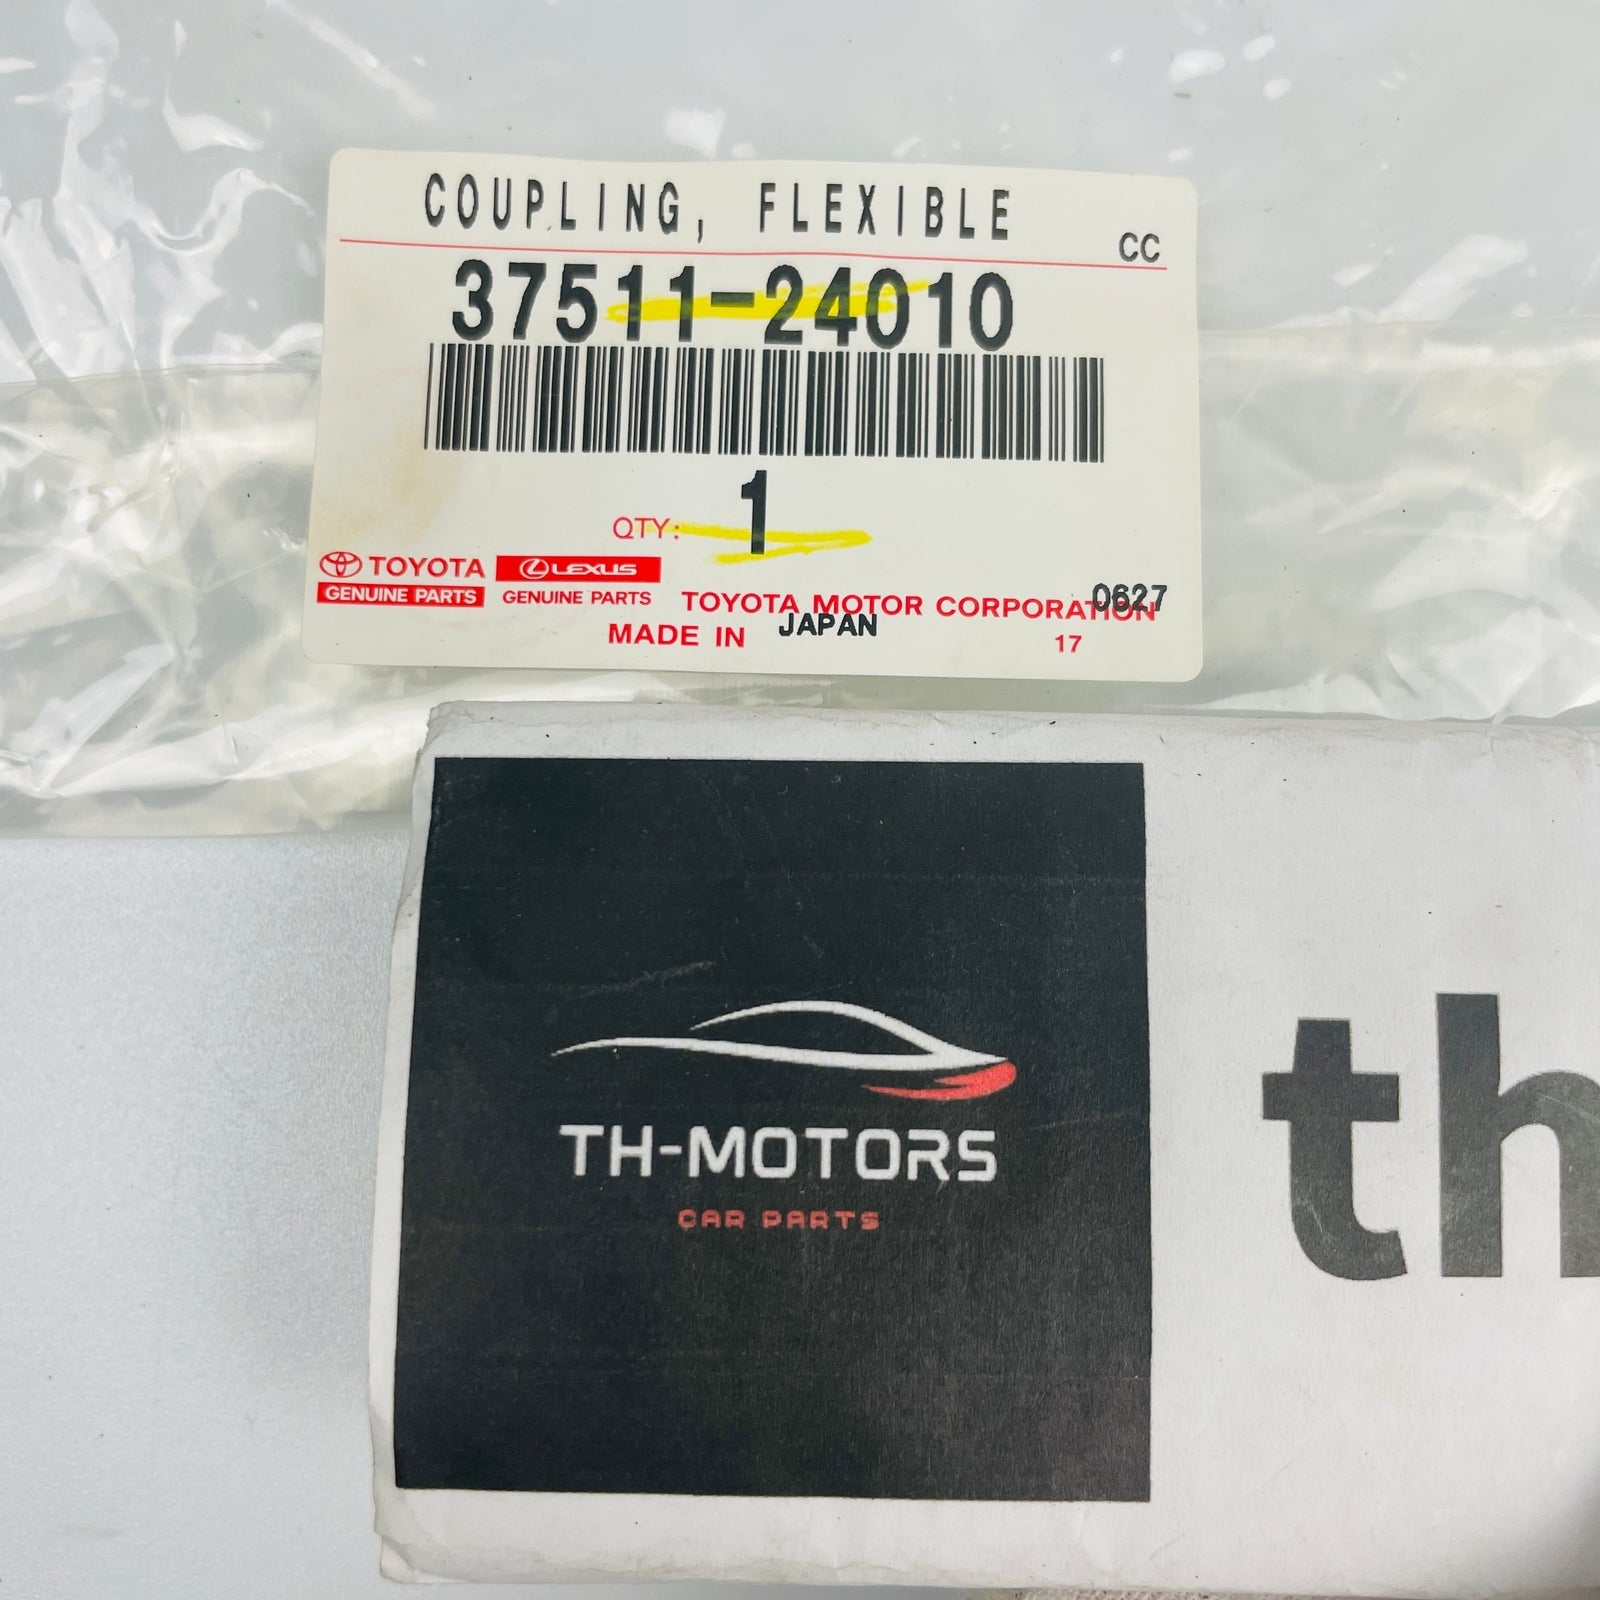 COUPLING, FLEXIBLE
CC
37511-24010
1
QTY:
TOYOTA LEXUS
GENUINE PARTS GENUINE PARTS
TOYOTA MOTOR CORPORATION
0627
MADE IN JAPAN
17
TH-MOTORS
CAR PARTS
th